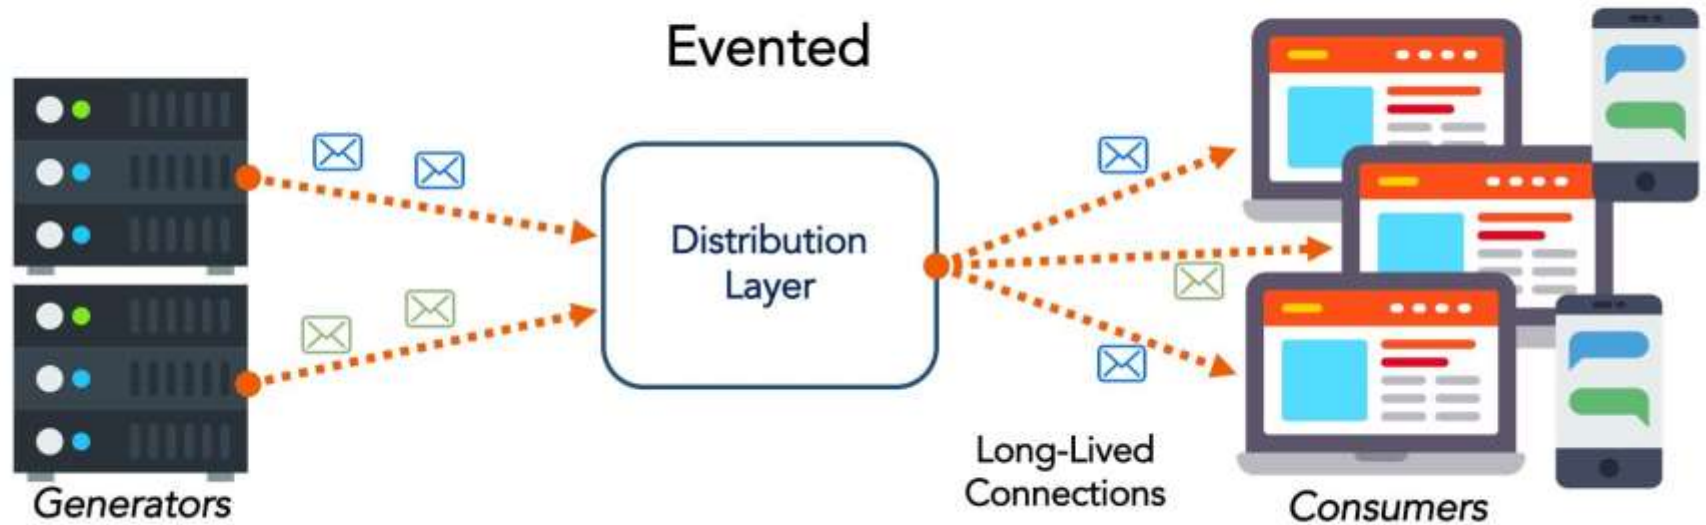 Evented
Distribution
Layer
Long-Lived
Connections
Generators
Consumers